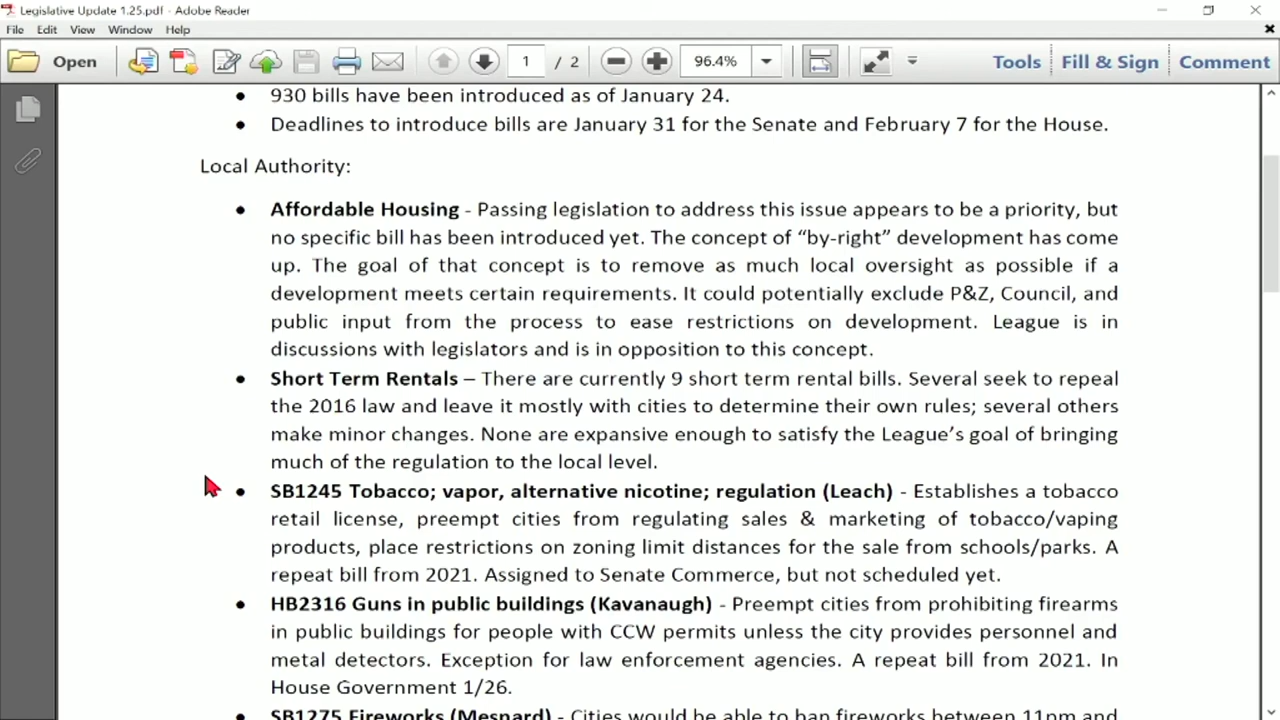 Legislative Update 1.25.pdf - Adobe Reader
File Edit View Window Help
Open 1 / 2 96.4% Tools Fill & Sign Comment
• 930 bills have been introduced as of January 24.
• Deadlines to introduce bills are January 31 for the Senate and February 7 for the House.
Local Authority:
• Affordable Housing - Passing legislation to address this issue appears to be a priority, but
no specific bill has been introduced yet. The concept of “by-right” development has come
up. The goal of that concept is to remove as much local oversight as possible if a
development meets certain requirements. It could potentially exclude P&Z, Council, and
public input from the process to ease restrictions on development. League is in
discussions with legislators and is in opposition to this concept.
• Short Term Rentals – There are currently 9 short term rental bills. Several seek to repeal
the 2016 law and leave it mostly with cities to determine their own rules; several others
make minor changes. None are expansive enough to satisfy the League’s goal of bringing
much of the regulation to the local level.
• SB1245 Tobacco; vapor, alternative nicotine; regulation (Leach) - Establishes a tobacco
retail license, preempt cities from regulating sales & marketing of tobacco/vaping
products, place restrictions on zoning limit distances for the sale from schools/parks. A
repeat bill from 2021. Assigned to Senate Commerce, but not scheduled yet.
• HB2316 Guns in public buildings (Kavanaugh) - Preempt cities from prohibiting firearms
in public buildings for people with CCW permits unless the city provides personnel and
metal detectors. Exception for law enforcement agencies. A repeat bill from 2021. In
House Government 1/26.
• SB1275 Fireworks (Mesnard) - Cities would be able to ban fireworks between 11pm and